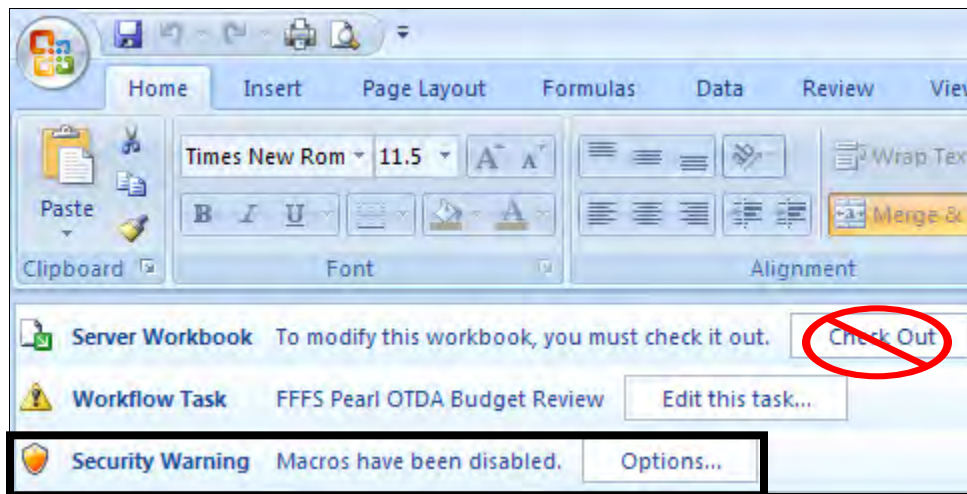 Home Insert Page Layout Formulas Data Review View
Times New Rom 11.5 A A Wrap Tex
Paste B I U A Merge &
Clipboard Font Alignment
Server Workbook To modify this workbook, you must check it out. Check Out
Workflow Task FFFS Pearl OTDA Budget Review Edit this task...
Security Warning Macros have been disabled. Options...